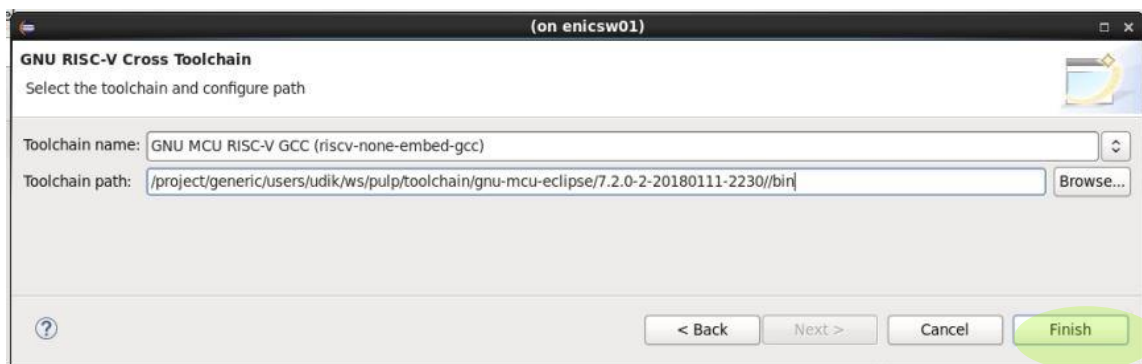 (on enicsw01)
GNU RISC-V Cross Toolchain
Select the toolchain and configure path
Toolchain name: GNU MCU RISC-V GCC (riscv-none-embed-gcc)
Toolchain path: /project/generic/users/udik/ws/pulp/toolchain/gnu-mcu-eclipse/7.2.0-2-20180111-2230//bin Browse...
? < Back Next > Cancel Finish